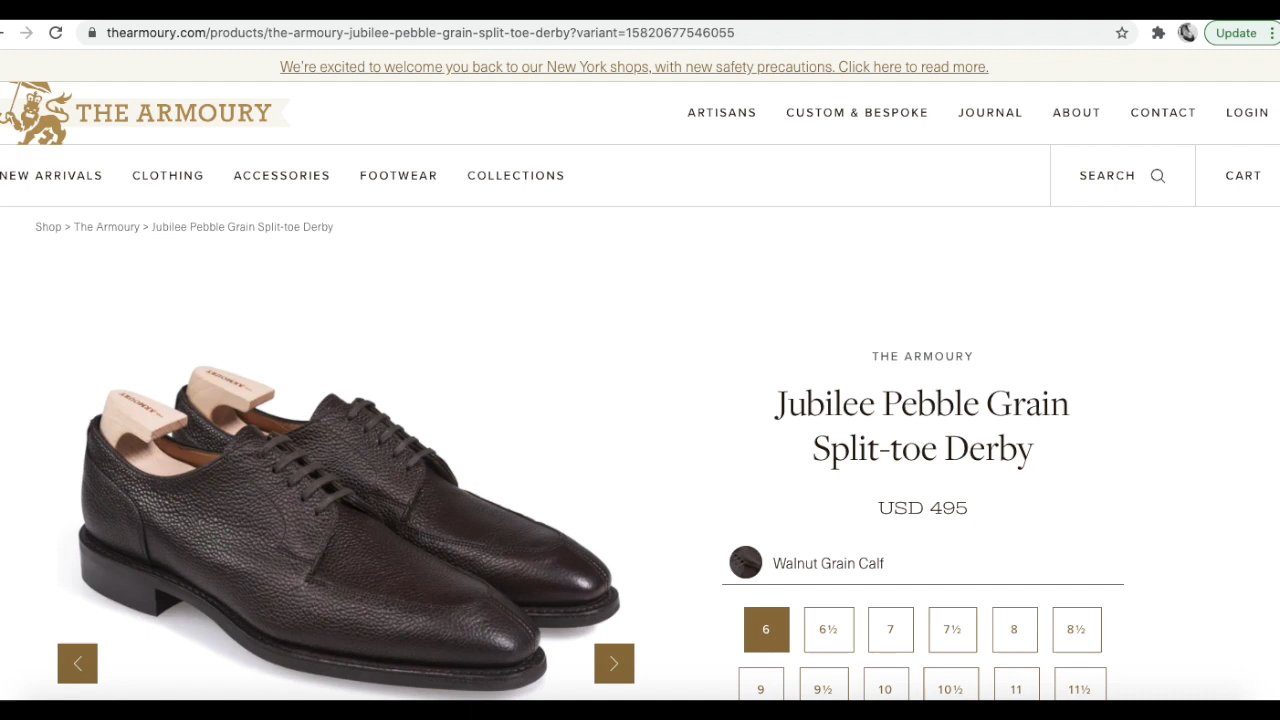 thearmoury.com/products/the-armoury-jubilee-pebble-grain-split-toe-derby?variant=15820677546055
Update
We're excited to welcome you back to our New York shops, with new safety precautions. Click here to read more.
THE ARMOURY
ARTISANS CUSTOM & BESPOKE JOURNAL ABOUT CONTACT LOGIN
NEW ARRIVALS CLOTHING ACCESSORIES FOOTWEAR COLLECTIONS SEARCH CART
Shop > The Armoury > Jubilee Pebble Grain Split-toe Derby
THE ARMOURY
Jubilee Pebble Grain
Split-toe Derby
USD 495
Walnut Grain Calf
6 6½ 7 7½ 8 8½
9 9½ 10 10½ 11 11½